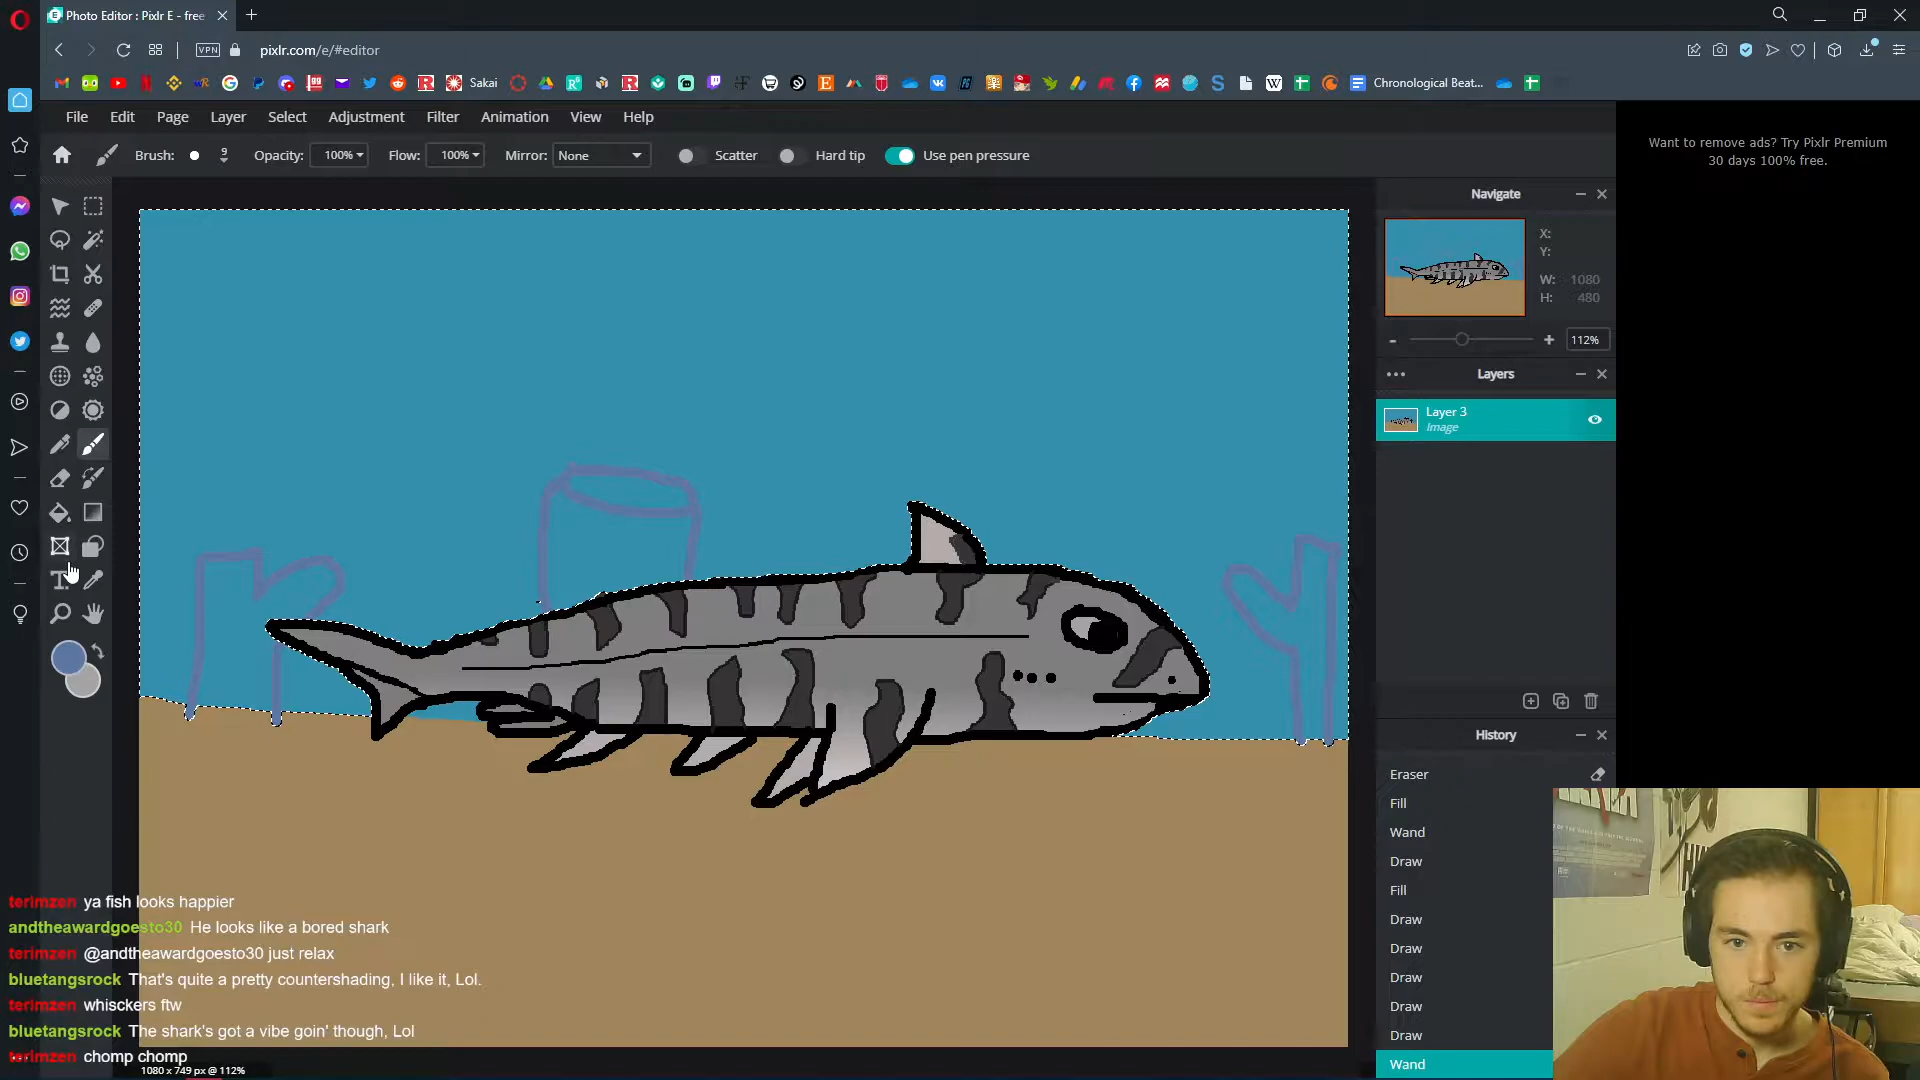 Photo Editor : Pixlr E - free
VPN
pixlr.com/e/#editor
Sakai
Chronological Beat...
File Edit Page Layer Select Adjustment Filter Animation View Help
Brush: 9 Opacity: 100% Flow: 100% Mirror: None Scatter Hard tip Use pen pressure
Want to remove ads? Try Pixlr Premium
30 days 100% free.
Navigate
X:
Y:
W: 1080
H: 480
112%
Layers
Layer 3
Image
History
Eraser
Fill
Wand
Draw
Fill
Draw
Draw
Draw
Draw
Draw
Wand
terimzen ya fish looks happier
andtheawardgoesto30 He looks like a bored shark
terimzen @andtheawardgoesto30 just relax
bluetangsrock That's quite a pretty countershading, I like it, Lol.
terimzen whisckers ftw
bluetangsrock The shark's got a vibe goin' though, Lol
terimzen chomp chomp
1080 x 749 px @ 112%